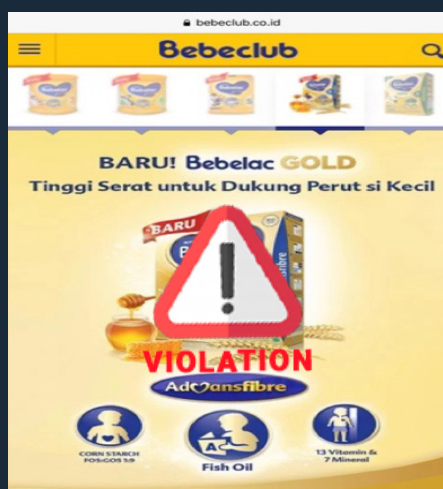 bebeclub.co.id
Bebeclub
BARU! Bebelac GOLD
Tinggi Serat untuk Dukung Perut si Kecil
BARU
VIOLATION
Advansfibre
CORN STARCH
FOS:GOS 1:9
Fish Oil
13 Vitamin &
7 Mineral